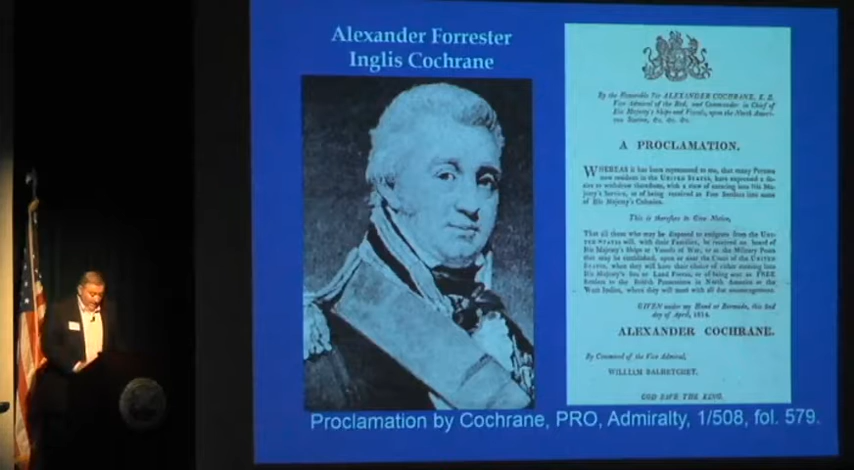 Alexander Forrester
Inglis Cochrane
By the Honorable Sir ALEXANDER COCHRANE, K. B.
Vice Admiral of the Red, and Commander in Chief of
His Majesty's Ships and Vessels, upon the North Ameri-
can Station, &c. &c. &c.
A PROCLAMATION.
WHEREAS it has been represented to me, that many Persons
now resident in the UNITED STATES, have expressed a de-
sire to withdraw therefrom, with a view of entering into His Ma-
jesty's Service, or of being received as Free Settlers into some
of His Majesty's Colonies.
This is therefore to Give Notice,
That all those who may be disposed to emigrate from the UNI-
TED STATES will, with their Families, be received on board of
His Majesty's Ships or Vessels of War, or at the Military Posts
that may be established, upon or near the Coast of the UNITED
STATES, when they will have their choice of either entering into
His Majesty's Sea or Land Forces, or of being sent as FREE
Settlers to the British Possessions in North America or the
West Indies, where they will meet with all due encouragement.
GIVEN under my Hand at Bermuda, this 2nd
day of April, 1814.
ALEXANDER COCHRANE.
By Command of the Vice Admiral,
WILLIAM BALHETCHET.
GOD SAVE THE KING.
Proclamation by Cochrane, PRO, Admiralty, 1/508, fol. 579.